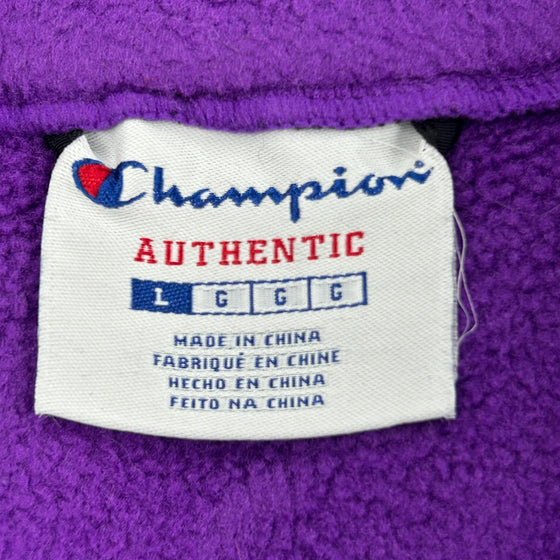 Champion
AUTHENTIC
L G G G
MADE IN CHINA
FABRIQUÉ EN CHINE
HECHO EN CHINA
FEITO NA CHINA